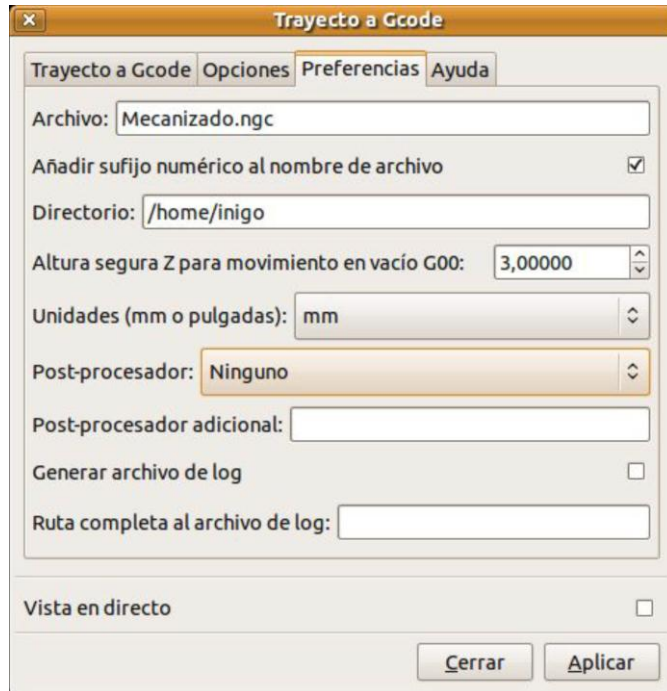 Trayecto a Gcode
Trayecto a Gcode Opciones Preferencias Ayuda
Archivo: Mecanizado.ngc
Añadir sufijo numérico al nombre de archivo
Directorio: /home/inigo
Altura segura Z para movimiento en vacío G00: 3,00000
Unidades (mm o pulgadas): mm
Post-procesador: Ninguno
Post-procesador adicional:
Generar archivo de log
Ruta completa al archivo de log:
Vista en directo
Cerrar Aplicar